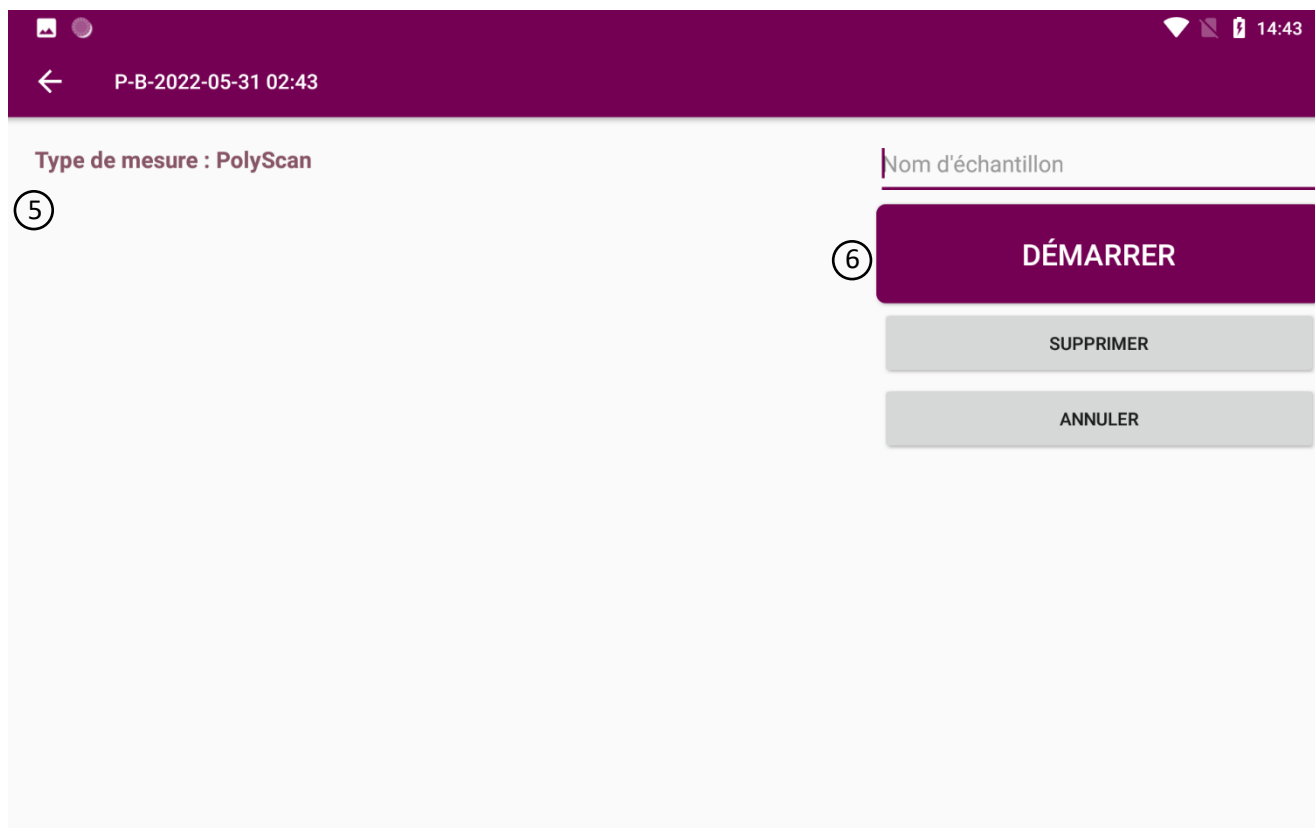 14:43
P-B-2022-05-31 02:43
Type de mesure : PolyScan
Nom d'échantillon
5
6
DÉMARRER
SUPPRIMER
ANNULER